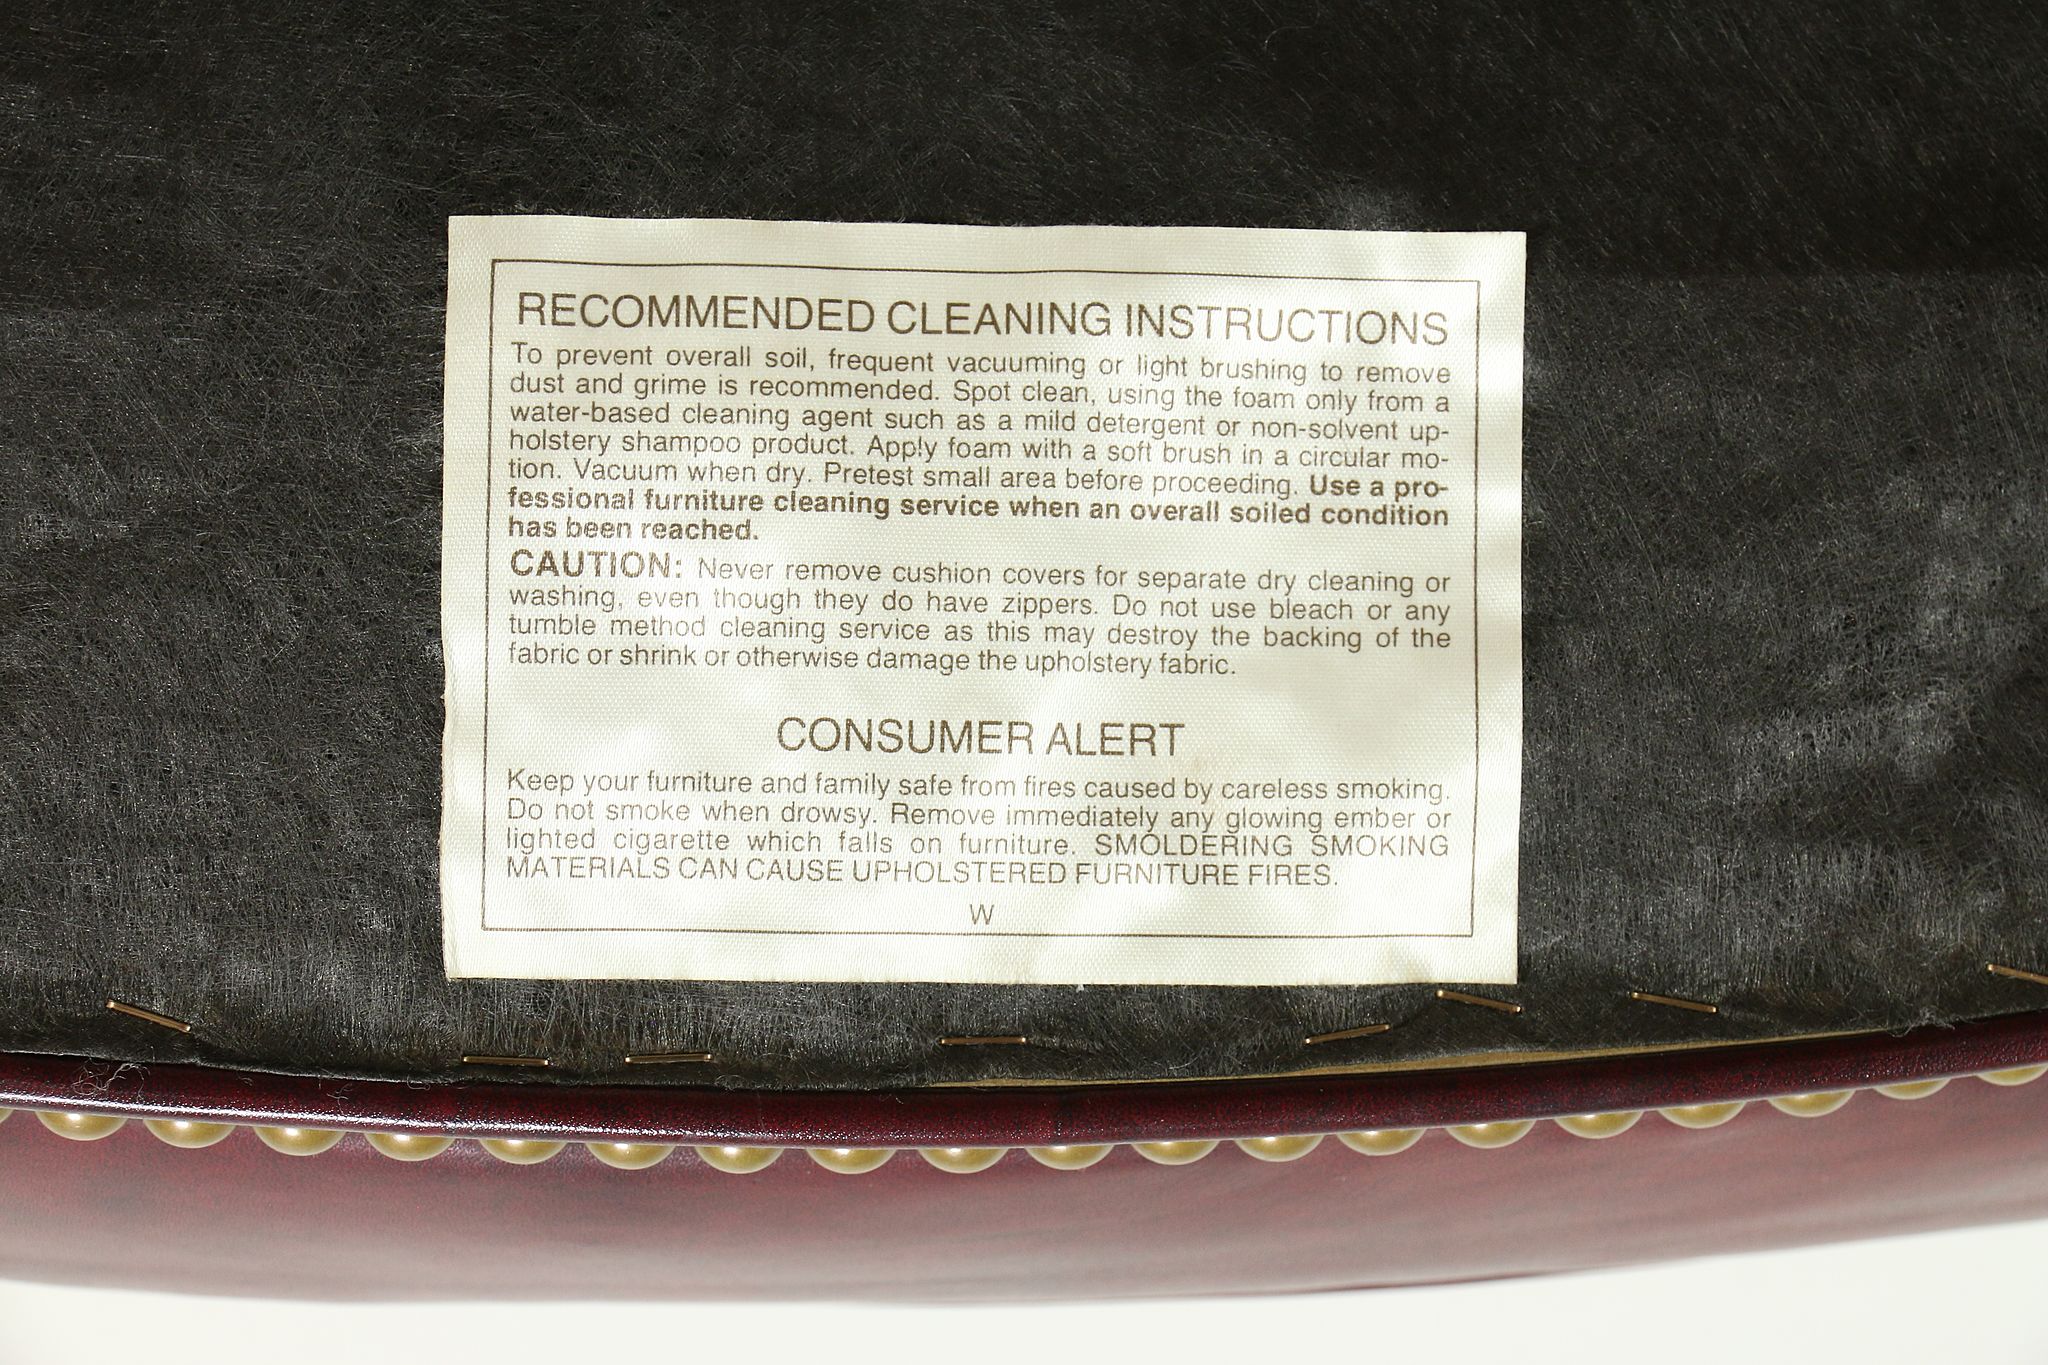 RECOMMENDED CLEANING INSTRUCTIONS
To prevent overall soil, frequent vacuuming or light brushing to remove
dust and grime is recommended. Spot clean, using the foam only from a
water-based cleaning agent such as a mild detergent or non-solvent up-
holstery shampoo product. Apply foam with a soft brush in a circular mo-
tion. Vacuum when dry. Pretest small area before proceeding. Use a pro-
fessional furniture cleaning service when an overall soiled condition
has been reached.
CAUTION: Never remove cushion covers for separate dry cleaning or
washing, even though they do have zippers. Do not use bleach or any
tumble method cleaning service as this may destroy the backing of the
fabric or shrink or otherwise damage the upholstery fabric.
CONSUMER ALERT
Keep your furniture and family safe from fires caused by careless smoking.
Do not smoke when drowsy. Remove immediately any glowing ember or
lighted cigarette which falls on furniture. SMOLDERING SMOKING
MATERIALS CAN CAUSE UPHOLSTERED FURNITURE FIRES.
W